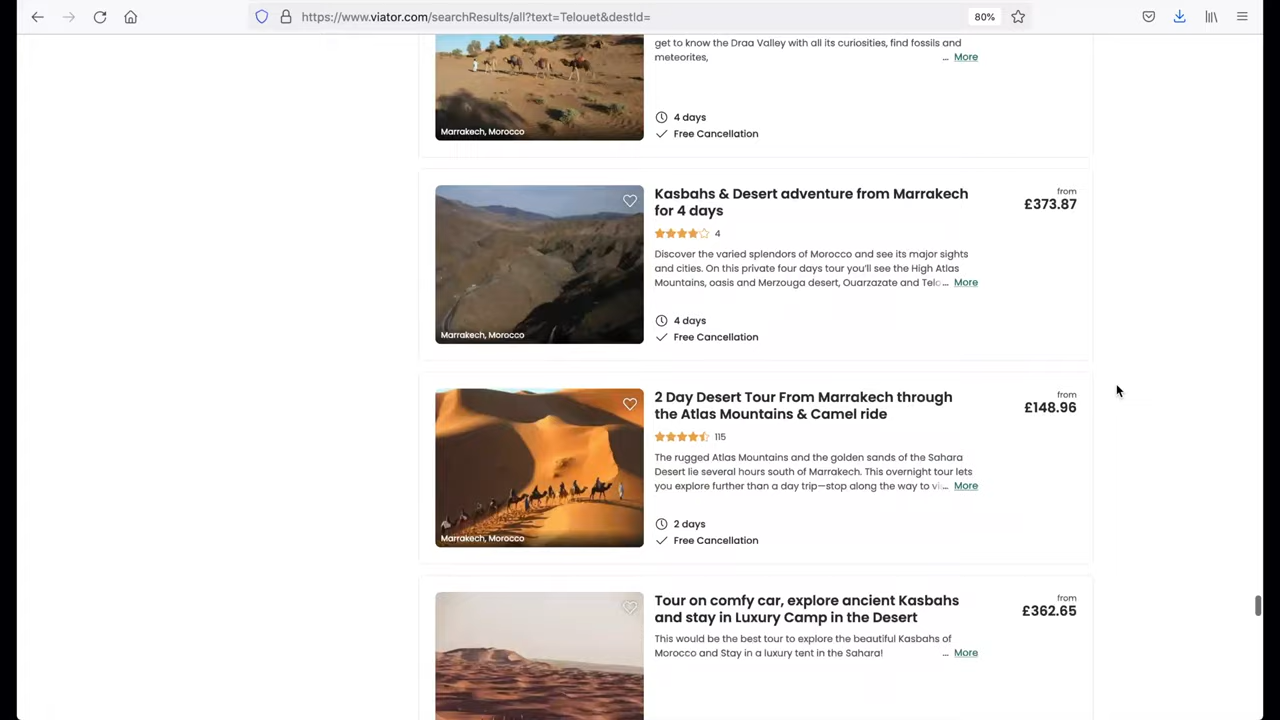 https://www.viator.com/searchResults/all?text=Telouet&destId=
80%
get to know the Draa Valley with all its curiosities, find fossils and
meteorites, ... More
4 days
Free Cancellation
Marrakech, Morocco
Kasbahs & Desert adventure from Marrakech
for 4 days
from
£373.87
4
Discover the varied splendors of Morocco and see its major sights
and cities. On this private four days tour you'll see the High Atlas
Mountains, oasis and Merzouga desert, Ouarzazate and Telo... More
4 days
Free Cancellation
Marrakech, Morocco
2 Day Desert Tour From Marrakech through
the Atlas Mountains & Camel ride
from
£148.96
115
The rugged Atlas Mountains and the golden sands of the Sahara
Desert lie several hours south of Marrakech. This overnight tour lets
you explore further than a day trip—stop along the way to vi... More
2 days
Free Cancellation
Marrakech, Morocco
Tour on comfy car, explore ancient Kasbahs
and stay in Luxury Camp in the Desert
from
£362.65
This would be the best tour to explore the beautiful Kasbahs of
Morocco and Stay in a luxury tent in the Sahara! ... More